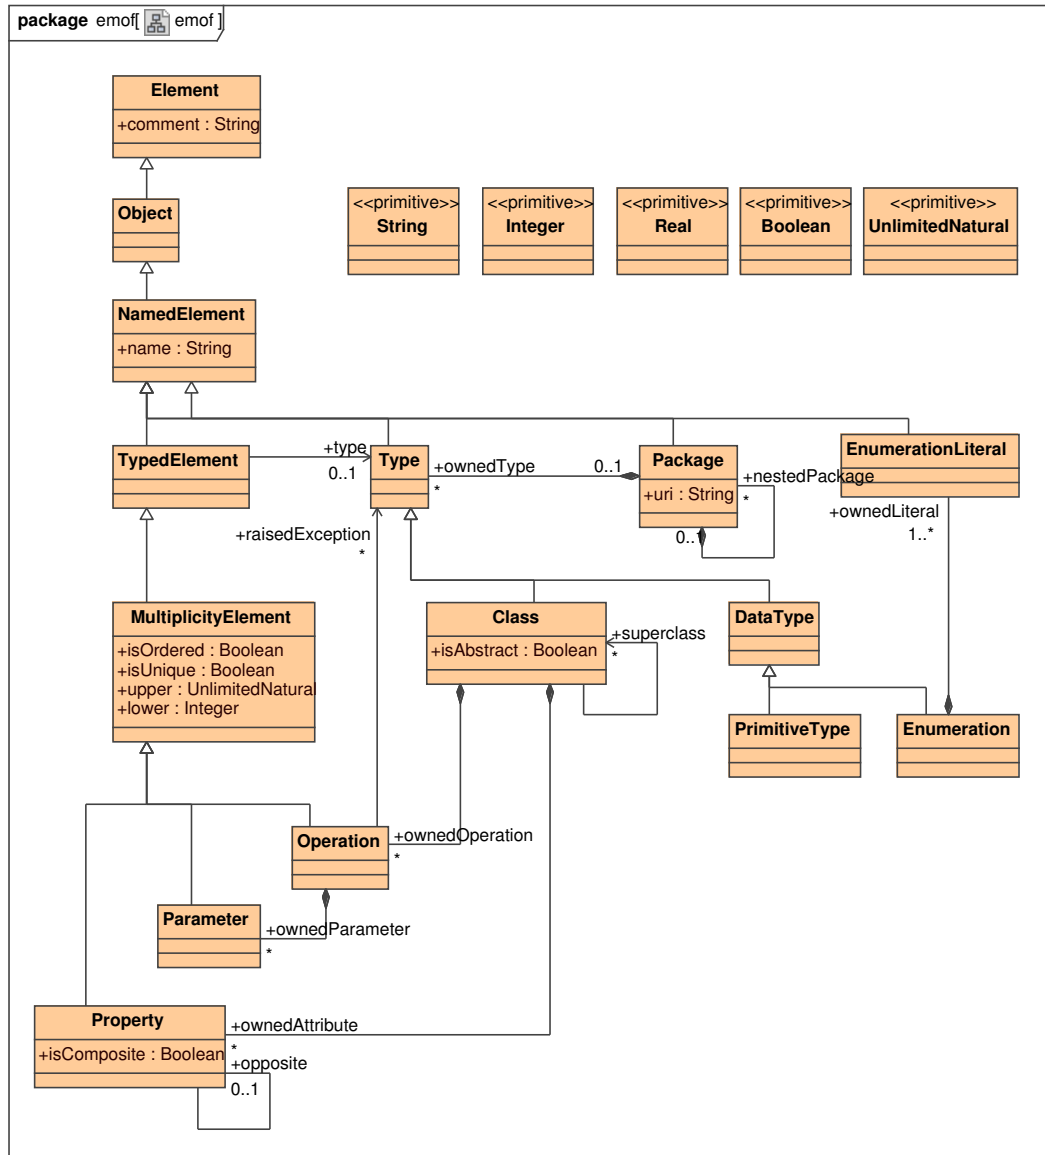 package emof[ emof ]
Element
+comment : String
Object
<<primitive>>
String
<<primitive>>
Integer
<<primitive>>
Real
<<primitive>>
Boolean
<<primitive>>
UnlimitedNatural
NamedElement
+name : String
TypedElement
+type
0..1
Type
+ownedType
*
0..1
Package
+uri : String
+nestedPackage
*
0..1
EnumerationLiteral
+ownedLiteral
1..*
+raisedException
*
MultiplicityElement
+isOrdered : Boolean
+isUnique : Boolean
+upper : UnlimitedNatural
+lower : Integer
Class
+isAbstract : Boolean
+superclass
*
DataType
PrimitiveType
Enumeration
Operation
+ownedOperation
*
Parameter
+ownedParameter
*
Property
+isComposite : Boolean
+ownedAttribute
*
+opposite
0..1